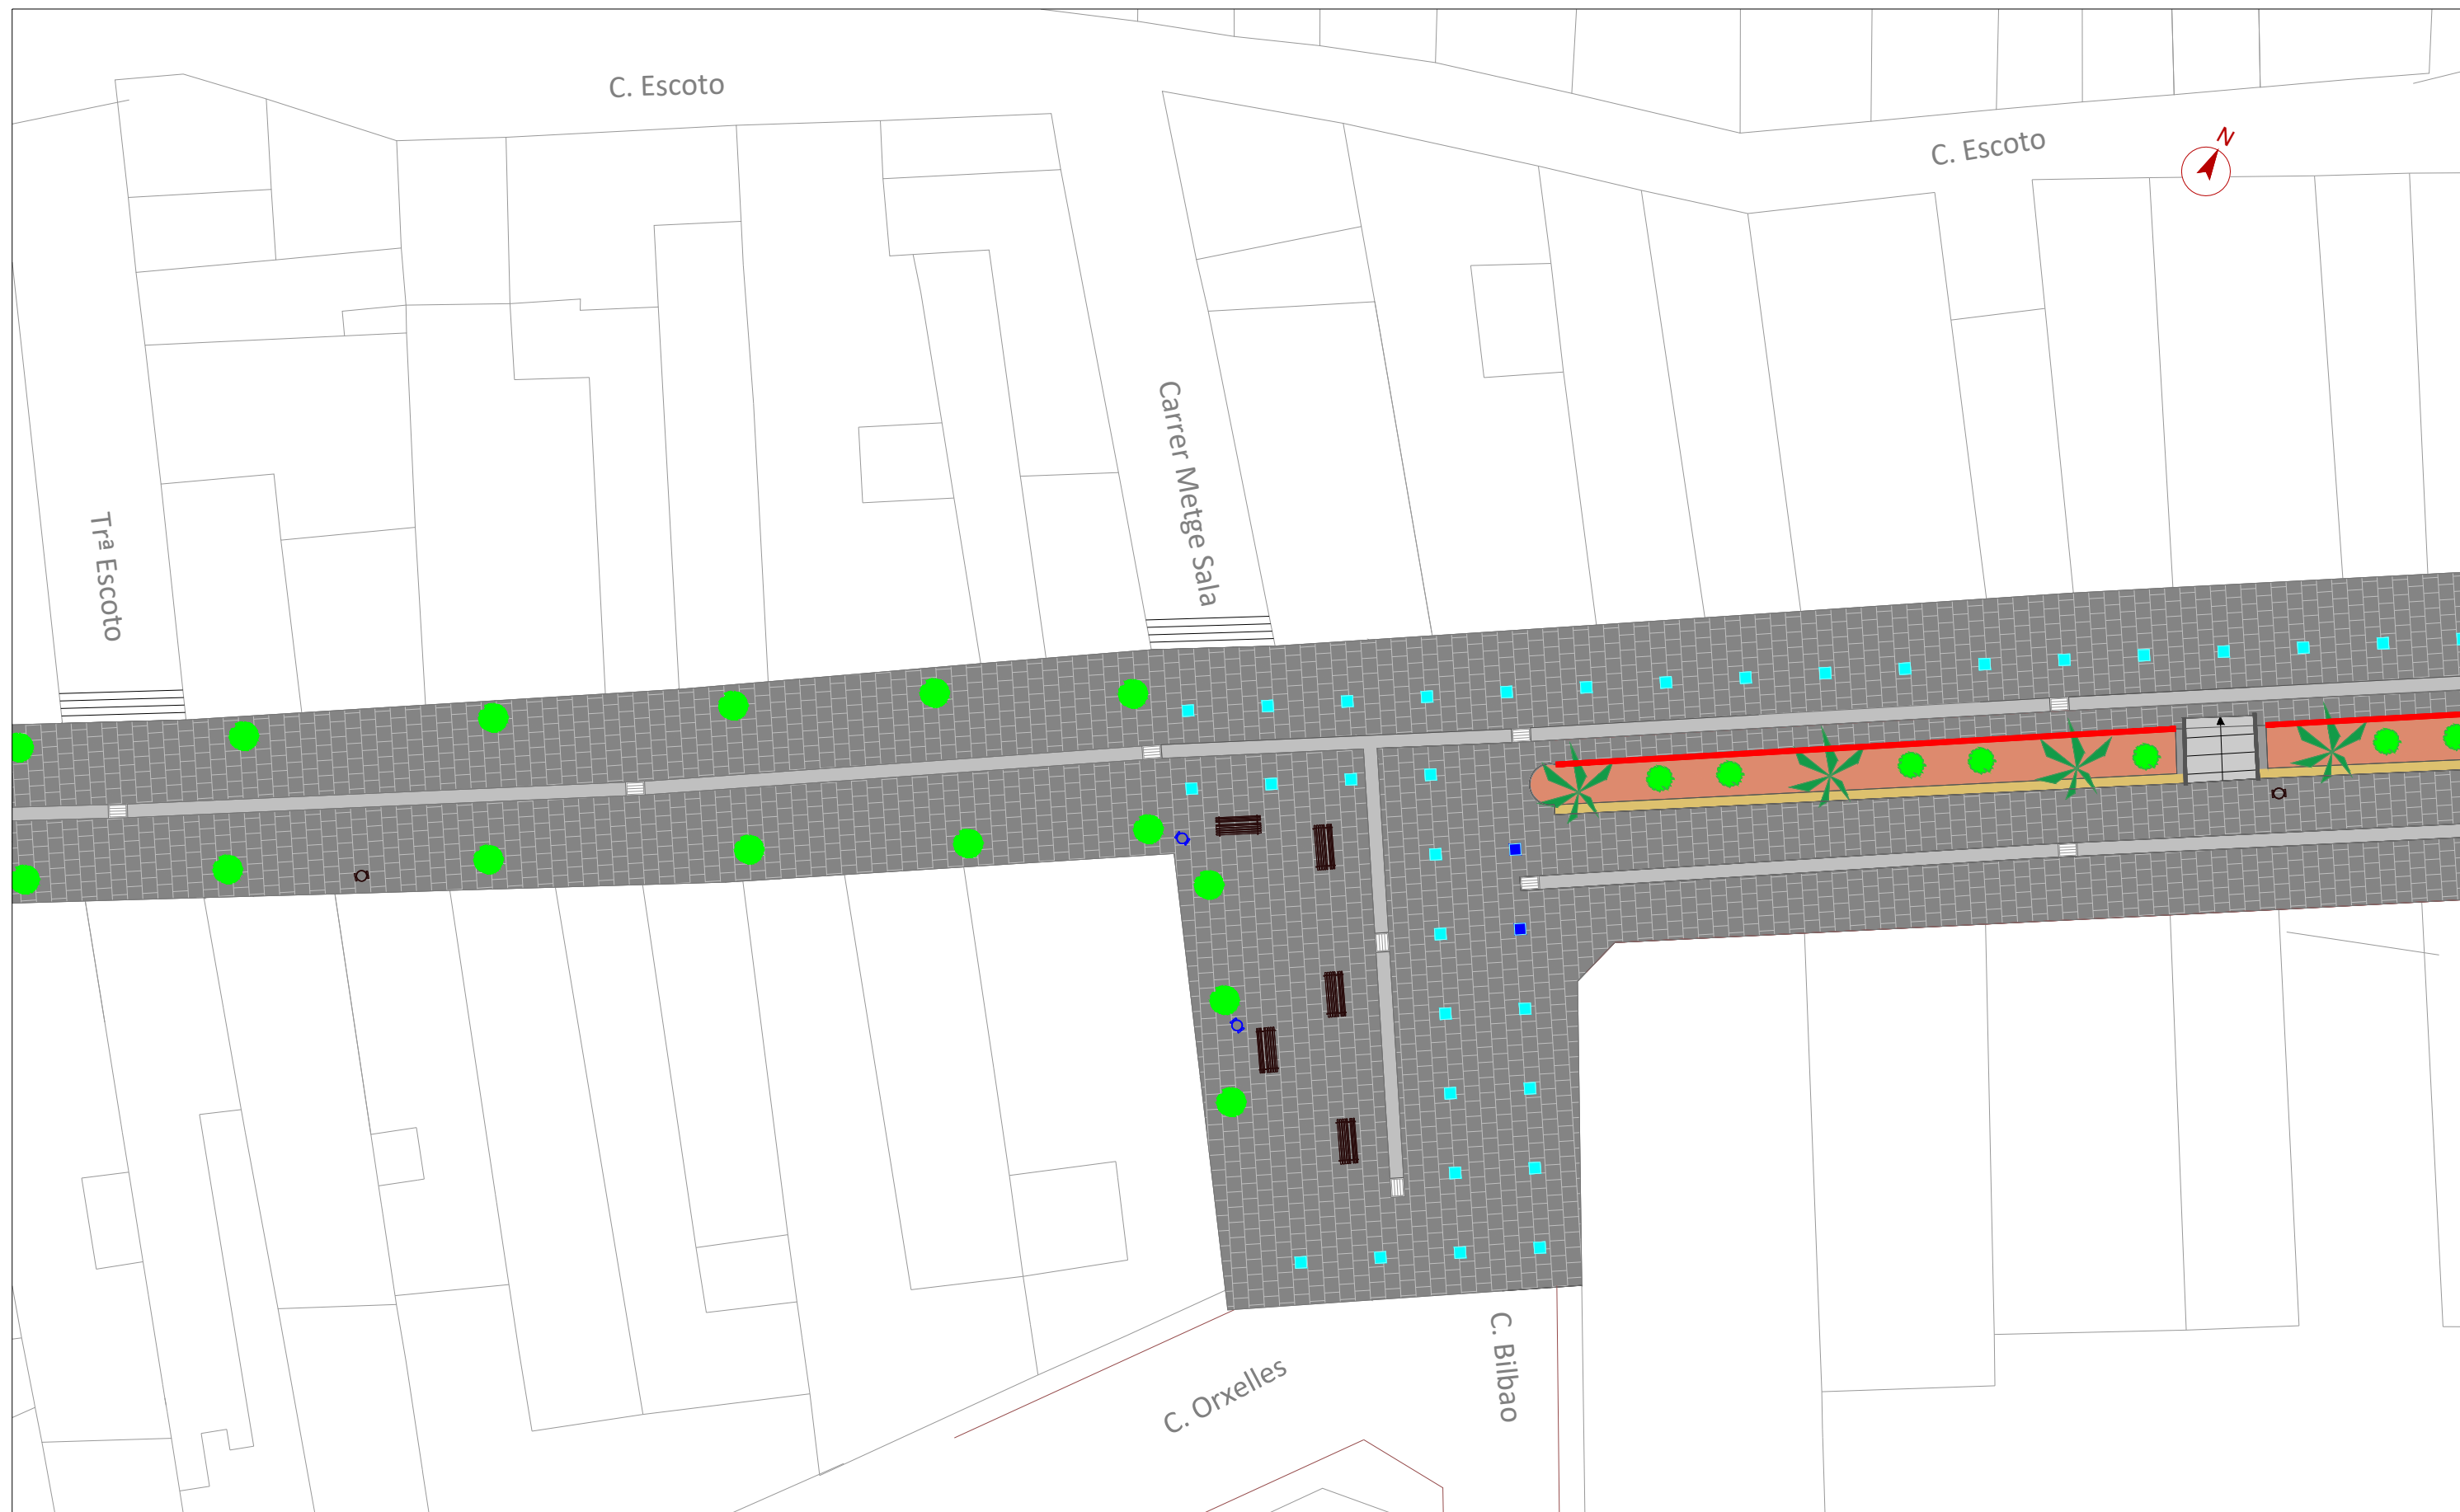 C. Escoto
C. Escoto
N
Carrer Metge Sala
Trª Escoto
C. Bilbao
C. Orxelles